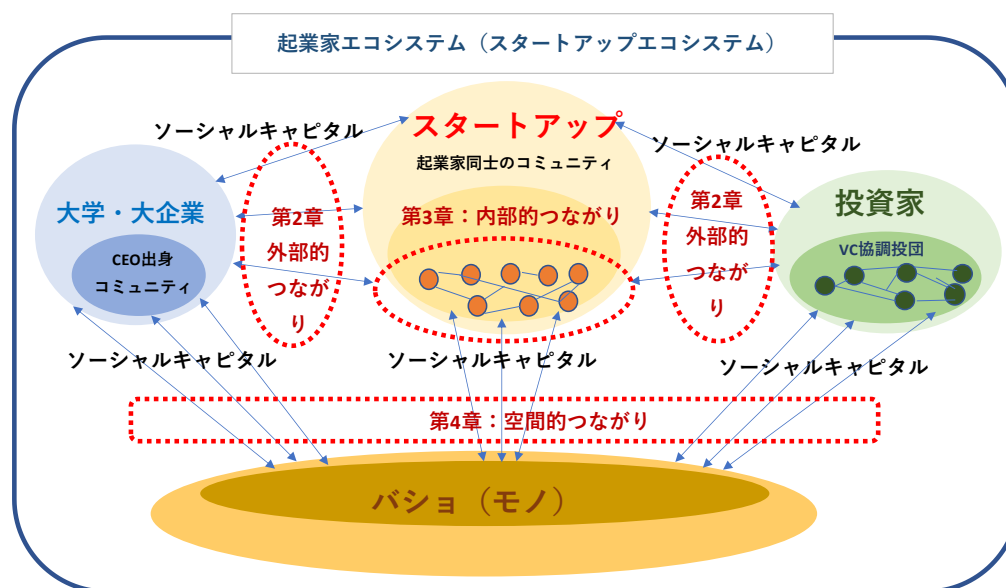 起業家エコシステム（スタートアップエコシステム）
スタートアップ
起業家同士のコミュニティ
ソーシャルキャピタル
ソーシャルキャピタル
大学・大企業
CEO出身
コミュニティ
第2章
外部的
つながり
第3章：内部的つながり
第2章
外部的
つながり
投資家
VC協調投団
ソーシャルキャピタル
ソーシャルキャピタル
ソーシャルキャピタル
第4章：空間的つながり
バショ（モノ）